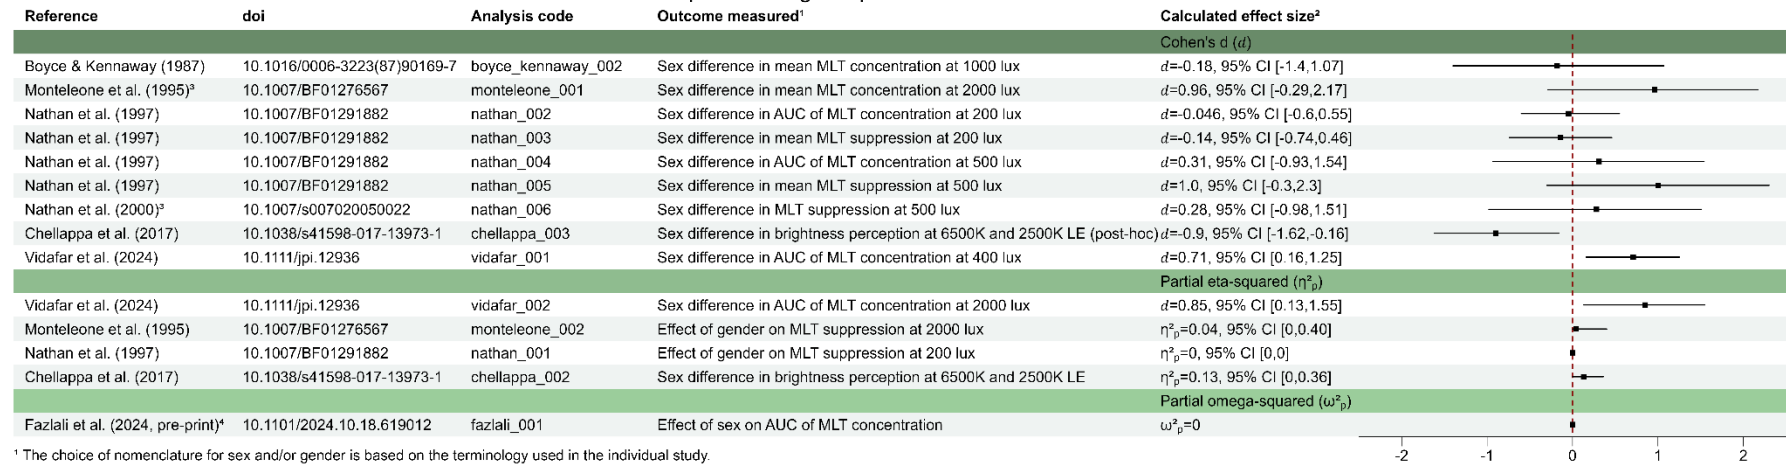 Reference doi Analysis code Outcome measured¹ Calculated effect size²
Cohen's d (d)
Boyce & Kennaway (1987) 10.1016/0006-3223(87)90169-7 boyce_kennaway_002 Sex difference in mean MLT concentration at 1000 lux d=-0.18, 95% CI [-1.4,1.07]
Monteleone et al. (1995)³ 10.1007/BF01276567 monteleone_001 Sex difference in mean MLT concentration at 2000 lux d=0.96, 95% CI [-0.29,2.17]
Nathan et al. (1997) 10.1007/BF01291882 nathan_002 Sex difference in AUC of MLT concentration at 200 lux d=-0.046, 95% CI [-0.6,0.55]
Nathan et al. (1997) 10.1007/BF01291882 nathan_003 Sex difference in mean MLT suppression at 200 lux d=-0.14, 95% CI [-0.74,0.46]
Nathan et al. (1997) 10.1007/BF01291882 nathan_004 Sex difference in AUC of MLT concentration at 500 lux d=0.31, 95% CI [-0.93,1.54]
Nathan et al. (1997) 10.1007/BF01291882 nathan_005 Sex difference in mean MLT suppression at 500 lux d=1.0, 95% CI [-0.3,2.3]
Nathan et al. (2000)³ 10.1007/s007020050022 nathan_006 Sex difference in MLT suppression at 500 lux d=0.28, 95% CI [-0.98,1.51]
Chellappa et al. (2017) 10.1038/s41598-017-13973-1 chellappa_003 Sex difference in brightness perception at 6500K and 2500K LE (post-hoc) d=-0.9, 95% CI [-1.62,-0.16]
Vidafar et al. (2024) 10.1111/jpi.12936 vidafar_001 Sex difference in AUC of MLT concentration at 400 lux d=0.71, 95% CI [0.16,1.25]
Partial eta-squared (η²ₚ)
Vidafar et al. (2024) 10.1111/jpi.12936 vidafar_002 Sex difference in AUC of MLT concentration at 2000 lux d=0.85, 95% CI [0.13,1.55]
Monteleone et al. (1995) 10.1007/BF01276567 monteleone_002 Effect of gender on MLT suppression at 2000 lux η²ₚ=0.04, 95% CI [0,0.40]
Nathan et al. (1997) 10.1007/BF01291882 nathan_001 Effect of gender on MLT suppression at 200 lux η²ₚ=0, 95% CI [0,0]
Chellappa et al. (2017) 10.1038/s41598-017-13973-1 chellappa_002 Sex difference in brightness perception at 6500K and 2500K LE η²ₚ=0.13, 95% CI [0,0.36]
Partial omega-squared (ω²ₚ)
Fazlali et al. (2024, pre-print)⁴ 10.1101/2024.10.18.619012 fazlali_001 Effect of sex on AUC of MLT concentration ω²ₚ=0
¹ The choice of nomenclature for sex and/or gender is based on the terminology used in the individual study. -2 -1 0 1 2